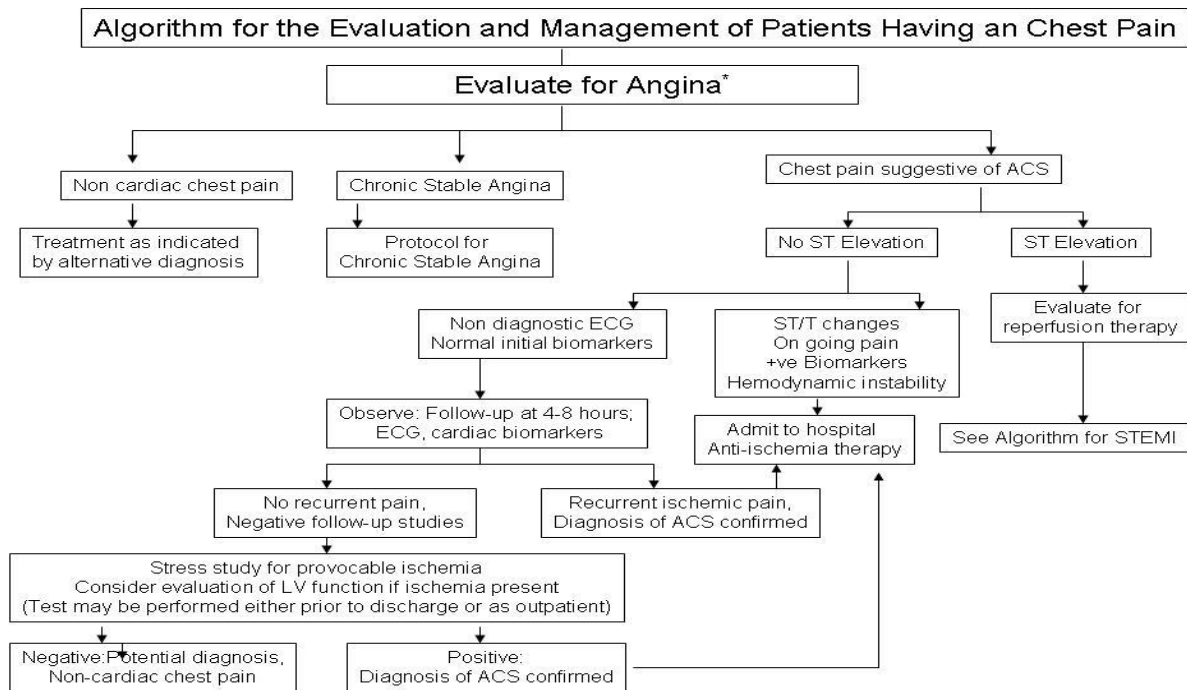 Algorithm for the Evaluation and Management of Patients Having an Chest Pain
Evaluate for Angina*
Non cardiac chest pain
Chronic Stable Angina
Chest pain suggestive of ACS
Treatment as indicated
by alternative diagnosis
Protocol for
Chronic Stable Angina
No ST Elevation
ST Elevation
Non diagnostic ECG
Normal initial biomarkers
ST/T changes
On going pain
+ve Biomarkers
Hemodynamic instability
Evaluate for
reperfusion therapy
Observe: Follow-up at 4-8 hours;
ECG, cardiac biomarkers
Admit to hospital
Anti-ischemia therapy
See Algorithm for STEMI
No recurrent pain,
Negative follow-up studies
Recurrent ischemic pain,
Diagnosis of ACS confirmed
Stress study for provocable ischemia
Consider evaluation of LV function if ischemia present
(Test may be performed either prior to discharge or as outpatient)
Negative:Potential diagnosis,
Non-cardiac chest pain
Positive:
Diagnosis of ACS confirmed